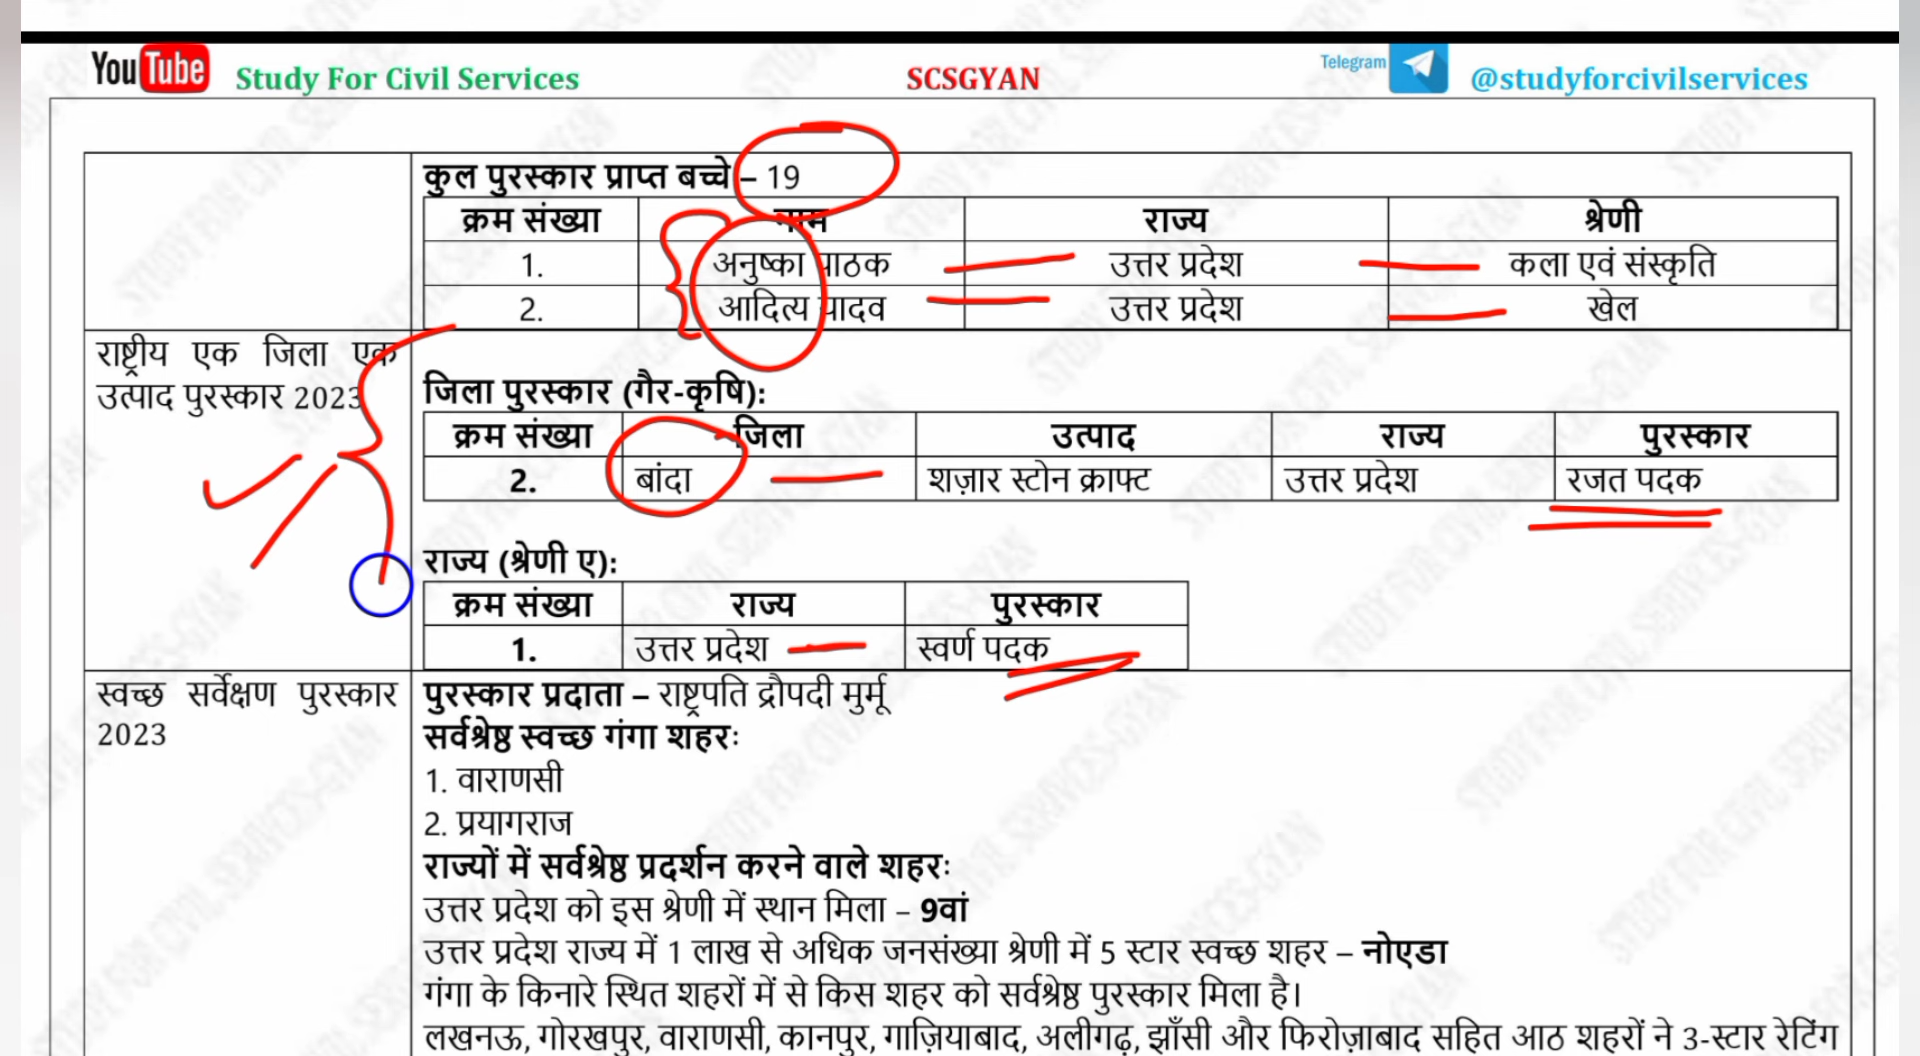 YouTube Study For Civil Services SCSGYAN Telegram @studyforcivilservices
कुल पुरस्कार प्राप्त बच्चे – 19
क्रम संख्या नाम राज्य श्रेणी
1. अनुष्का पाठक उत्तर प्रदेश कला एवं संस्कृति
2. आदित्य यादव उत्तर प्रदेश खेल
राष्ट्रीय एक जिला एक
उत्पाद पुरस्कार 2023
जिला पुरस्कार (गैर-कृषि):
क्रम संख्या जिला उत्पाद राज्य पुरस्कार
2. बांदा शज़ार स्टोन क्राफ्ट उत्तर प्रदेश रजत पदक
राज्य (श्रेणी ए):
क्रम संख्या राज्य पुरस्कार
1. उत्तर प्रदेश स्वर्ण पदक
स्वच्छ सर्वेक्षण पुरस्कार
2023
पुरस्कार प्रदाता – राष्ट्रपति द्रौपदी मुर्मू
सर्वश्रेष्ठ स्वच्छ गंगा शहरः
1. वाराणसी
2. प्रयागराज
राज्यों में सर्वश्रेष्ठ प्रदर्शन करने वाले शहरः
उत्तर प्रदेश को इस श्रेणी में स्थान मिला – 9वां
उत्तर प्रदेश राज्य में 1 लाख से अधिक जनसंख्या श्रेणी में 5 स्टार स्वच्छ शहर – नोएडा
गंगा के किनारे स्थित शहरों में से किस शहर को सर्वश्रेष्ठ पुरस्कार मिला है।
लखनऊ, गोरखपुर, वाराणसी, कानपुर, गाज़ियाबाद, अलीगढ़, झाँसी और फिरोज़ाबाद सहित आठ शहरों ने 3-स्टार रेटिंग